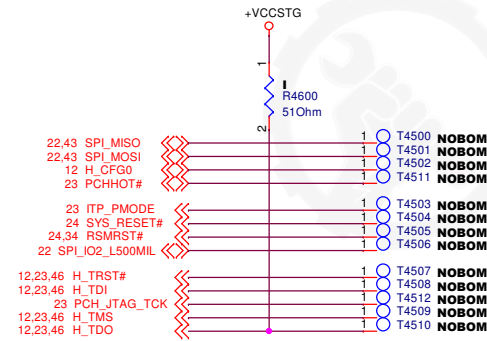 +VCCSTG
1
I
R4600
51Ohm
2
22,43 SPI_MISO 1 T4500 NOBOM
22,43 SPI_MOSI 1 T4501 NOBOM
12 H_CFG0 1 T4502 NOBOM
23 PCHHOT# 1 T4511 NOBOM
23 ITP_PMODE 1 T4503 NOBOM
24 SYS_RESET# 1 T4504 NOBOM
24,34 RSMRST# 1 T4505 NOBOM
22 SPI_IO2_L500MIL 1 T4506 NOBOM
12,23,46 H_TRST# 1 T4507 NOBOM
12,23,46 H_TDI 1 T4508 NOBOM
23 PCH_JTAG_TCK 1 T4512 NOBOM
12,23,46 H_TMS 1 T4509 NOBOM
12,23,46 H_TDO 1 T4510 NOBOM